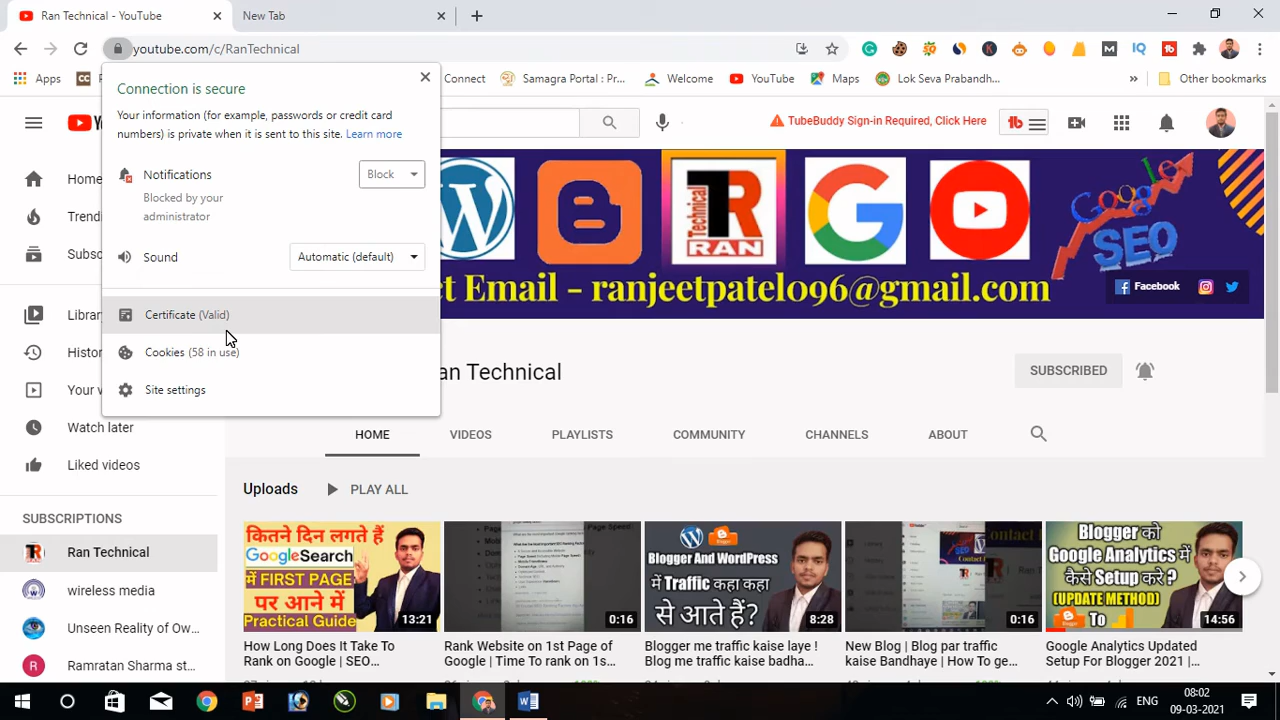 Ran Technical - YouTube
New Tab
youtube.com/c/RanTechnical
Apps
Connect
Samagra Portal : Pr...
Welcome
YouTube
Maps
Lok Seva Prabandh...
Other bookmarks
Connection is secure
Your information (for example, passwords or credit card
numbers) is private when it is sent to this site. Learn more
Notifications
Block
Blocked by your
administrator
Sound
Automatic (default)
Certificate (Valid)
Cookies (58 in use)
Site settings
TubeBuddy Sign-in Required, Click Here
Technical
RAN
Google
SEO
ct Email - ranjeetpatel096@gmail.com
Facebook
Home
Trend
Subsc
Librar
Histor
Your v
Watch later
Liked videos
SUBSCRIPTIONS
Ran Technical
wireless media
Unseen Reality of Ow...
Ramratan Sharma st...
an Technical
SUBSCRIBED
HOME
VIDEOS
PLAYLISTS
COMMUNITY
CHANNELS
ABOUT
Uploads
PLAY ALL
कितने दिन लगते हैं
GoogleSearch
में FIRST PAGE
पर आने में
Practical Guide
13:21
How Long Does It Take To
Rank on Google | SEO...
0:16
Rank Website on 1st Page of
Google | Time To rank on 1s...
Blogger And WordPress
में Traffic कहा कहा
से आते हैं?
8:28
Blogger me traffic kaise laye !
Blog me traffic kaise badha...
0:16
New Blog | Blog par traffic
kaise Bandhaye | How To ge...
Blogger को
Google Analytics में
कैसे Setup करे ?
(UPDATE METHOD)
To
14:56
Google Analytics Updated
Setup For Blogger 2021 |...
ENG
08:02
09-03-2021